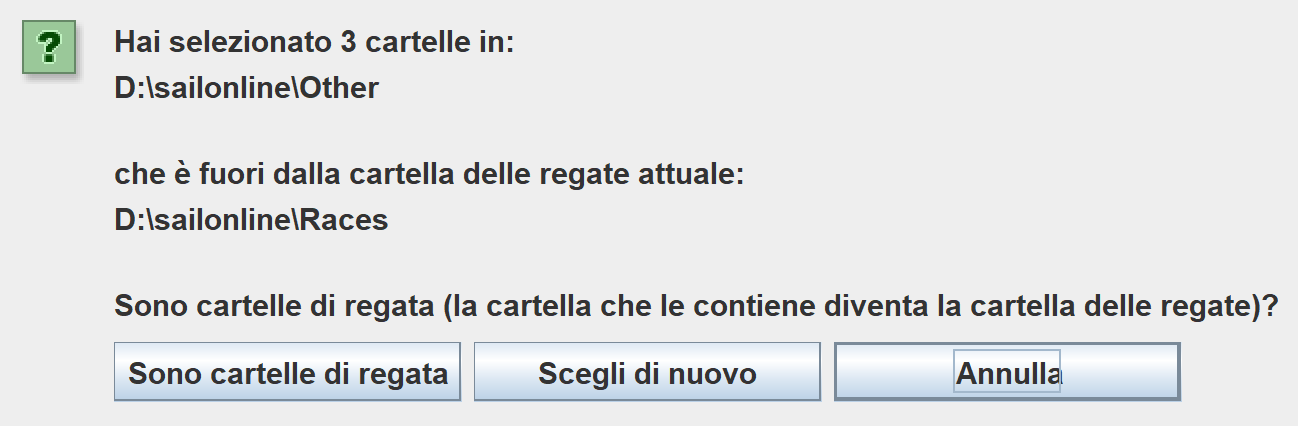 Hai selezionato 3 cartelle in:
D:\sailonline\Other
che è fuori dalla cartella delle regate attuale:
D:\sailonline\Races
Sono cartelle di regata (la cartella che le contiene diventa la cartella delle regate)?
Sono cartelle di regata
Scegli di nuovo
Annulla